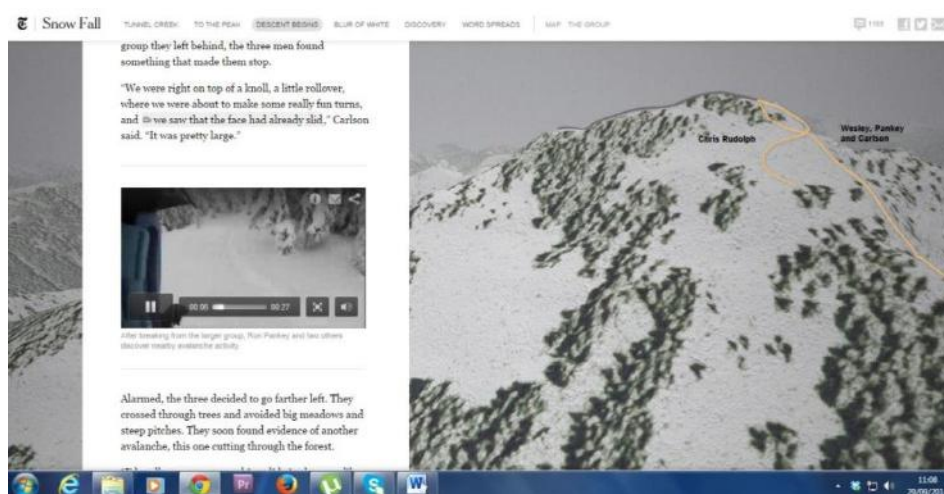 Snow Fall
TUNNEL CREEK TO THE PEAK DESCENT BEGINS BLUR OF WHITE DISCOVERY WORD SPREADS MAP THE GROUP
group they left behind, the three men found
something that made them stop.
“We were right on top of a knoll, a little rollover,
where we were about to make some really fun turns,
and we saw that the face had already slid,” Carlson
said. “It was pretty large.”
00:06 00:27
After breaking from the larger group, Ron Pankey and two others
discover nearby avalanche activity
Alarmed, the three decided to go farther left. They
crossed through trees and avoided big meadows and
steep pitches. They soon found evidence of another
avalanche, this one cutting through the forest.
Chris Rudolph
Wesley, Pankey
and Carlson
Pr
W
11:08